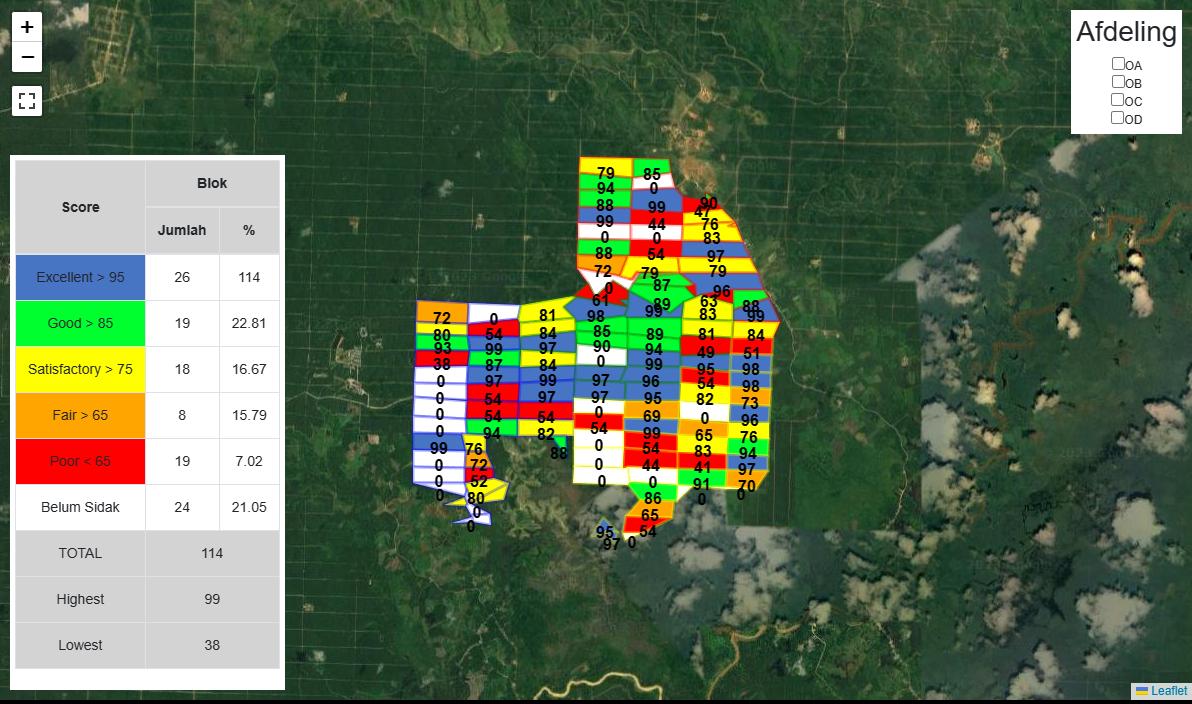 +
−
Afdeling
OA
OB
OC
OD
Score Blok
Jumlah %
Excellent > 95 26 114
Good > 85 19 22.81
Satisfactory > 75 18 16.67
Fair > 65 8 15.79
Poor < 65 19 7.02
Belum Sidak 24 21.05
TOTAL 114
Highest 99
Lowest 38
79 85
94 0
88 99 90
47
99 44 76
0 0 83
88 54 97
72 79 79
0 87 96
61 89 63 88
72 0 81 98 99 83 99
80 54 84 85 89 81 84
93 99 97 90 94 49 51
38 87 84 0 99 95 98
0 97 99 97 96 54 98
0 54 97 97 95 82 73
0 54 54 0 69 0 96
0 94 82 54 99 65 76
99 76 88 0 54 83 94
0 72 0 44 41 97
0 52 0 0 91 70
0 80 86 0 0
0 65
0 95 54
97 0
Leaflet